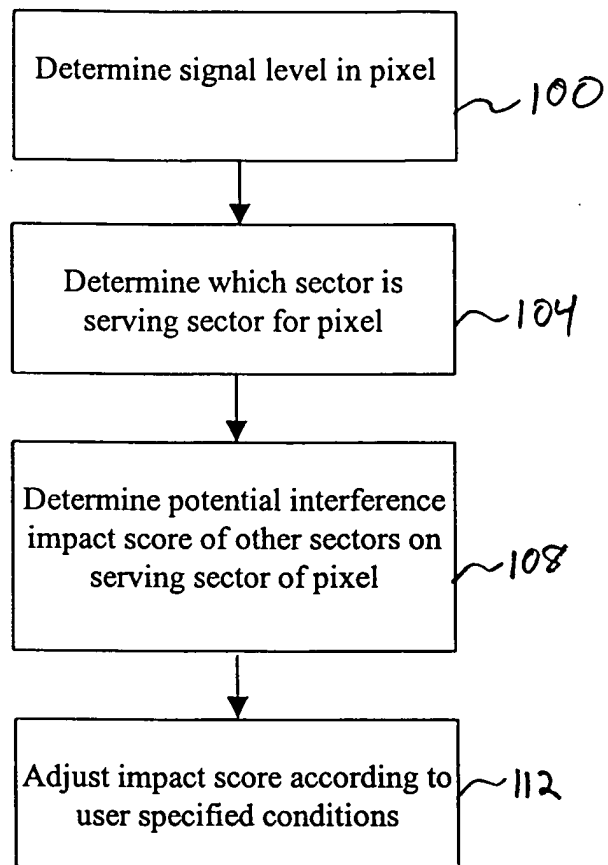 Determine signal level in pixel
100
Determine which sector is
serving sector for pixel
104
Determine potential interference
impact score of other sectors on
serving sector of pixel
108
Adjust impact score according to
user specified conditions
112